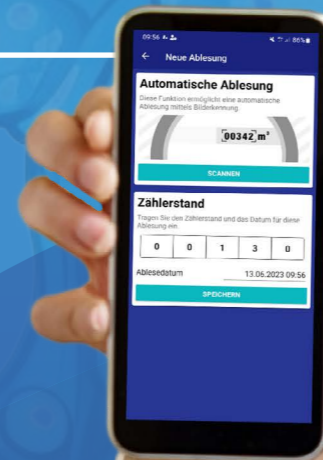 09:56
86%
Neue Ablesung
Automatische Ablesung
Diese Funktion ermöglicht eine automatische
Ablesung mittels Bilderkennung.
00342 m³
SCANNEN
Zählerstand
Tragen Sie den Zählerstand und das Datum für diese
Ablesung ein.
0 0 1 3 0
Ablesedatum 13.06.2023 09:56
SPEICHERN